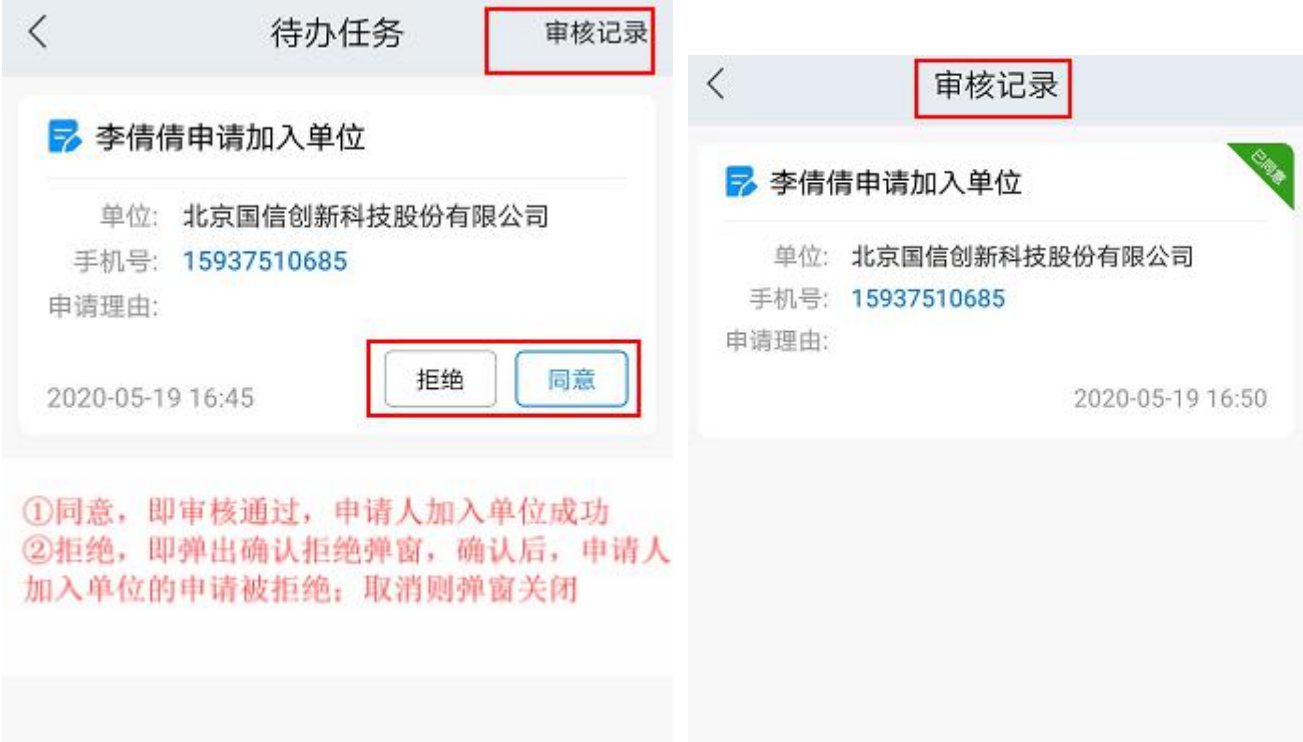 待办任务
审核记录
李倩倩申请加入单位
单位: 北京国信创新科技股份有限公司
手机号: 15937510685
申请理由:
拒绝
同意
2020-05-19 16:45
①同意，即审核通过，申请人加入单位成功
②拒绝，即弹出确认拒绝弹窗，确认后，申请人
加入单位的申请被拒绝；取消则弹窗关闭
审核记录
已同意
李倩倩申请加入单位
单位: 北京国信创新科技股份有限公司
手机号: 15937510685
申请理由:
2020-05-19 16:50